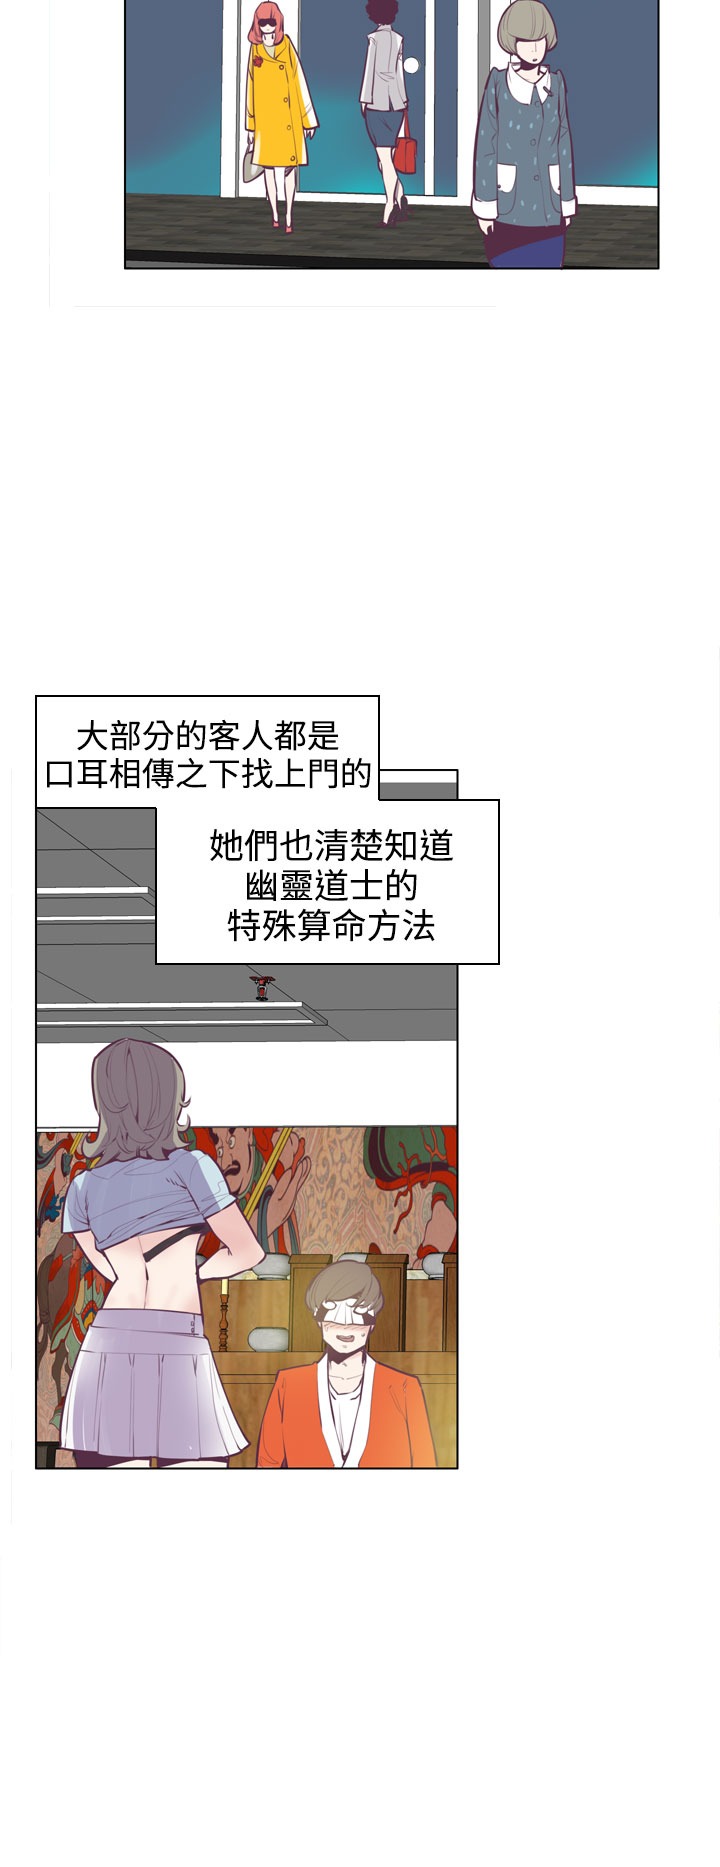 大部分的客人都是
口耳相傳之下找上門的
她們也清楚知道
幽靈道士的
特殊算命方法